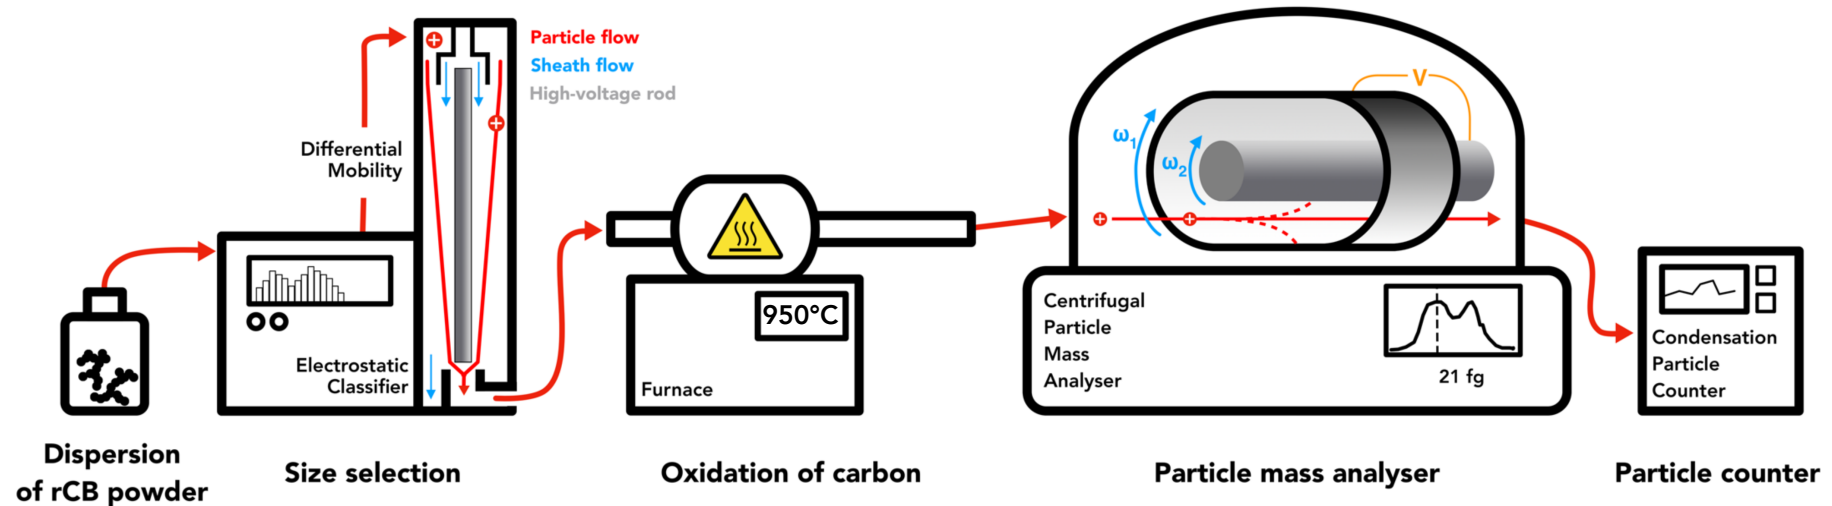 Particle flow
Sheath flow
High-voltage rod
Differential
Mobility
Electrostatic
Classifier
950°C
Furnace
V
ω1
ω2
Centrifugal
Particle
Mass
Analyser
21 fg
Condensation
Particle
Counter
Dispersion
of rCB powder
Size selection
Oxidation of carbon
Particle mass analyser
Particle counter